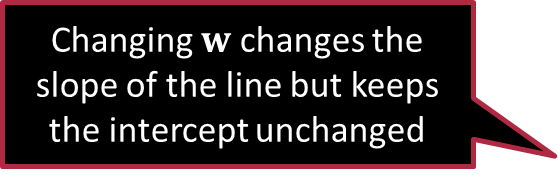 Changing w changes the
slope of the line but keeps
the intercept unchanged